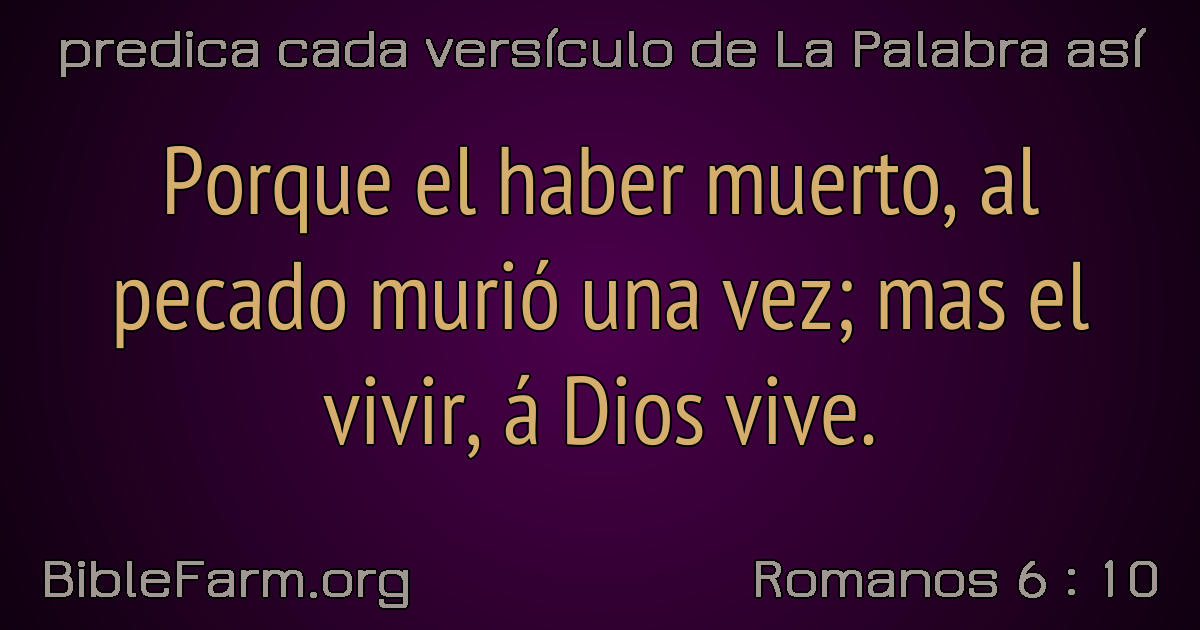 predica cada versículo de La Palabra así
Porque el haber muerto, al
pecado murió una vez; mas el
vivir, á Dios vive.
BibleFarm.org
Romanos 6 : 10